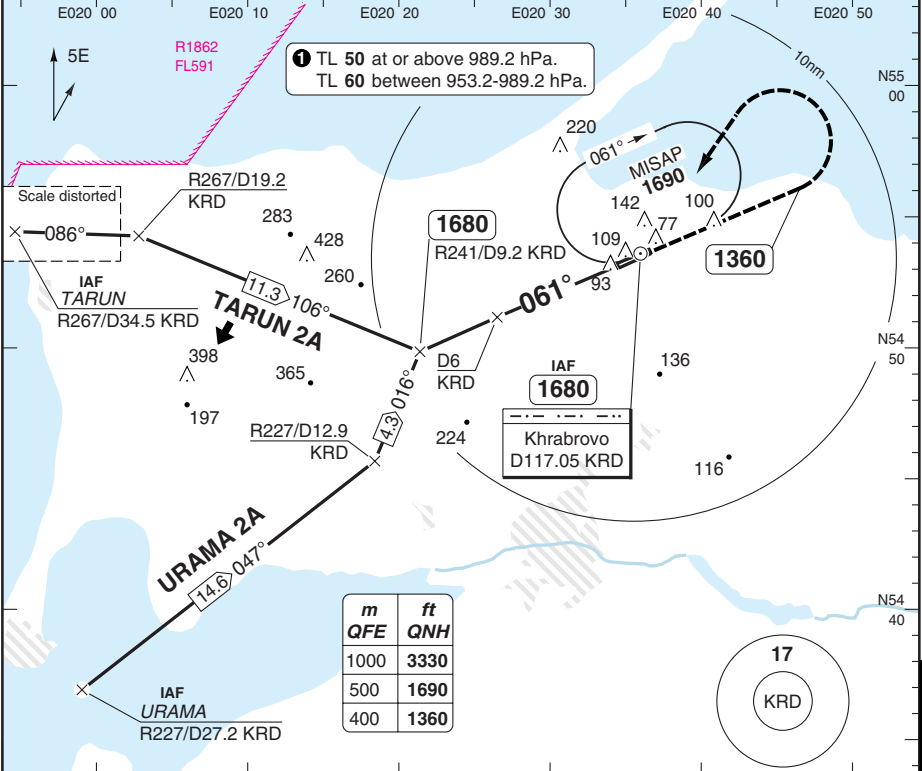 E020 00
E020 10
E020 20
E020 30
E020 40
E020 50
5E
R1862
FL591
❶ TL 50 at or above 989.2 hPa.
TL 60 between 953.2-989.2 hPa.
10nm
N55
00
220
061°
MISAP
1690
R267/D19.2
KRD
Scale distorted
086°
283
428
260
1680
R241/D9.2 KRD
142
77
100
109
93
1360
IAF
TARUN
R267/D34.5 KRD
11.3
106°
TARUN 2A
061°
D6
KRD
N54
50
398
197
365
016°
4.3
IAF
1680
Khrabrovo
D117.05 KRD
136
R227/D12.9
KRD
224
116
URAMA 2A
14.6
047°
N54
40
m ft
QFE QNH
1000 3330
500 1690
400 1360
17
KRD
IAF
URAMA
R227/D27.2 KRD